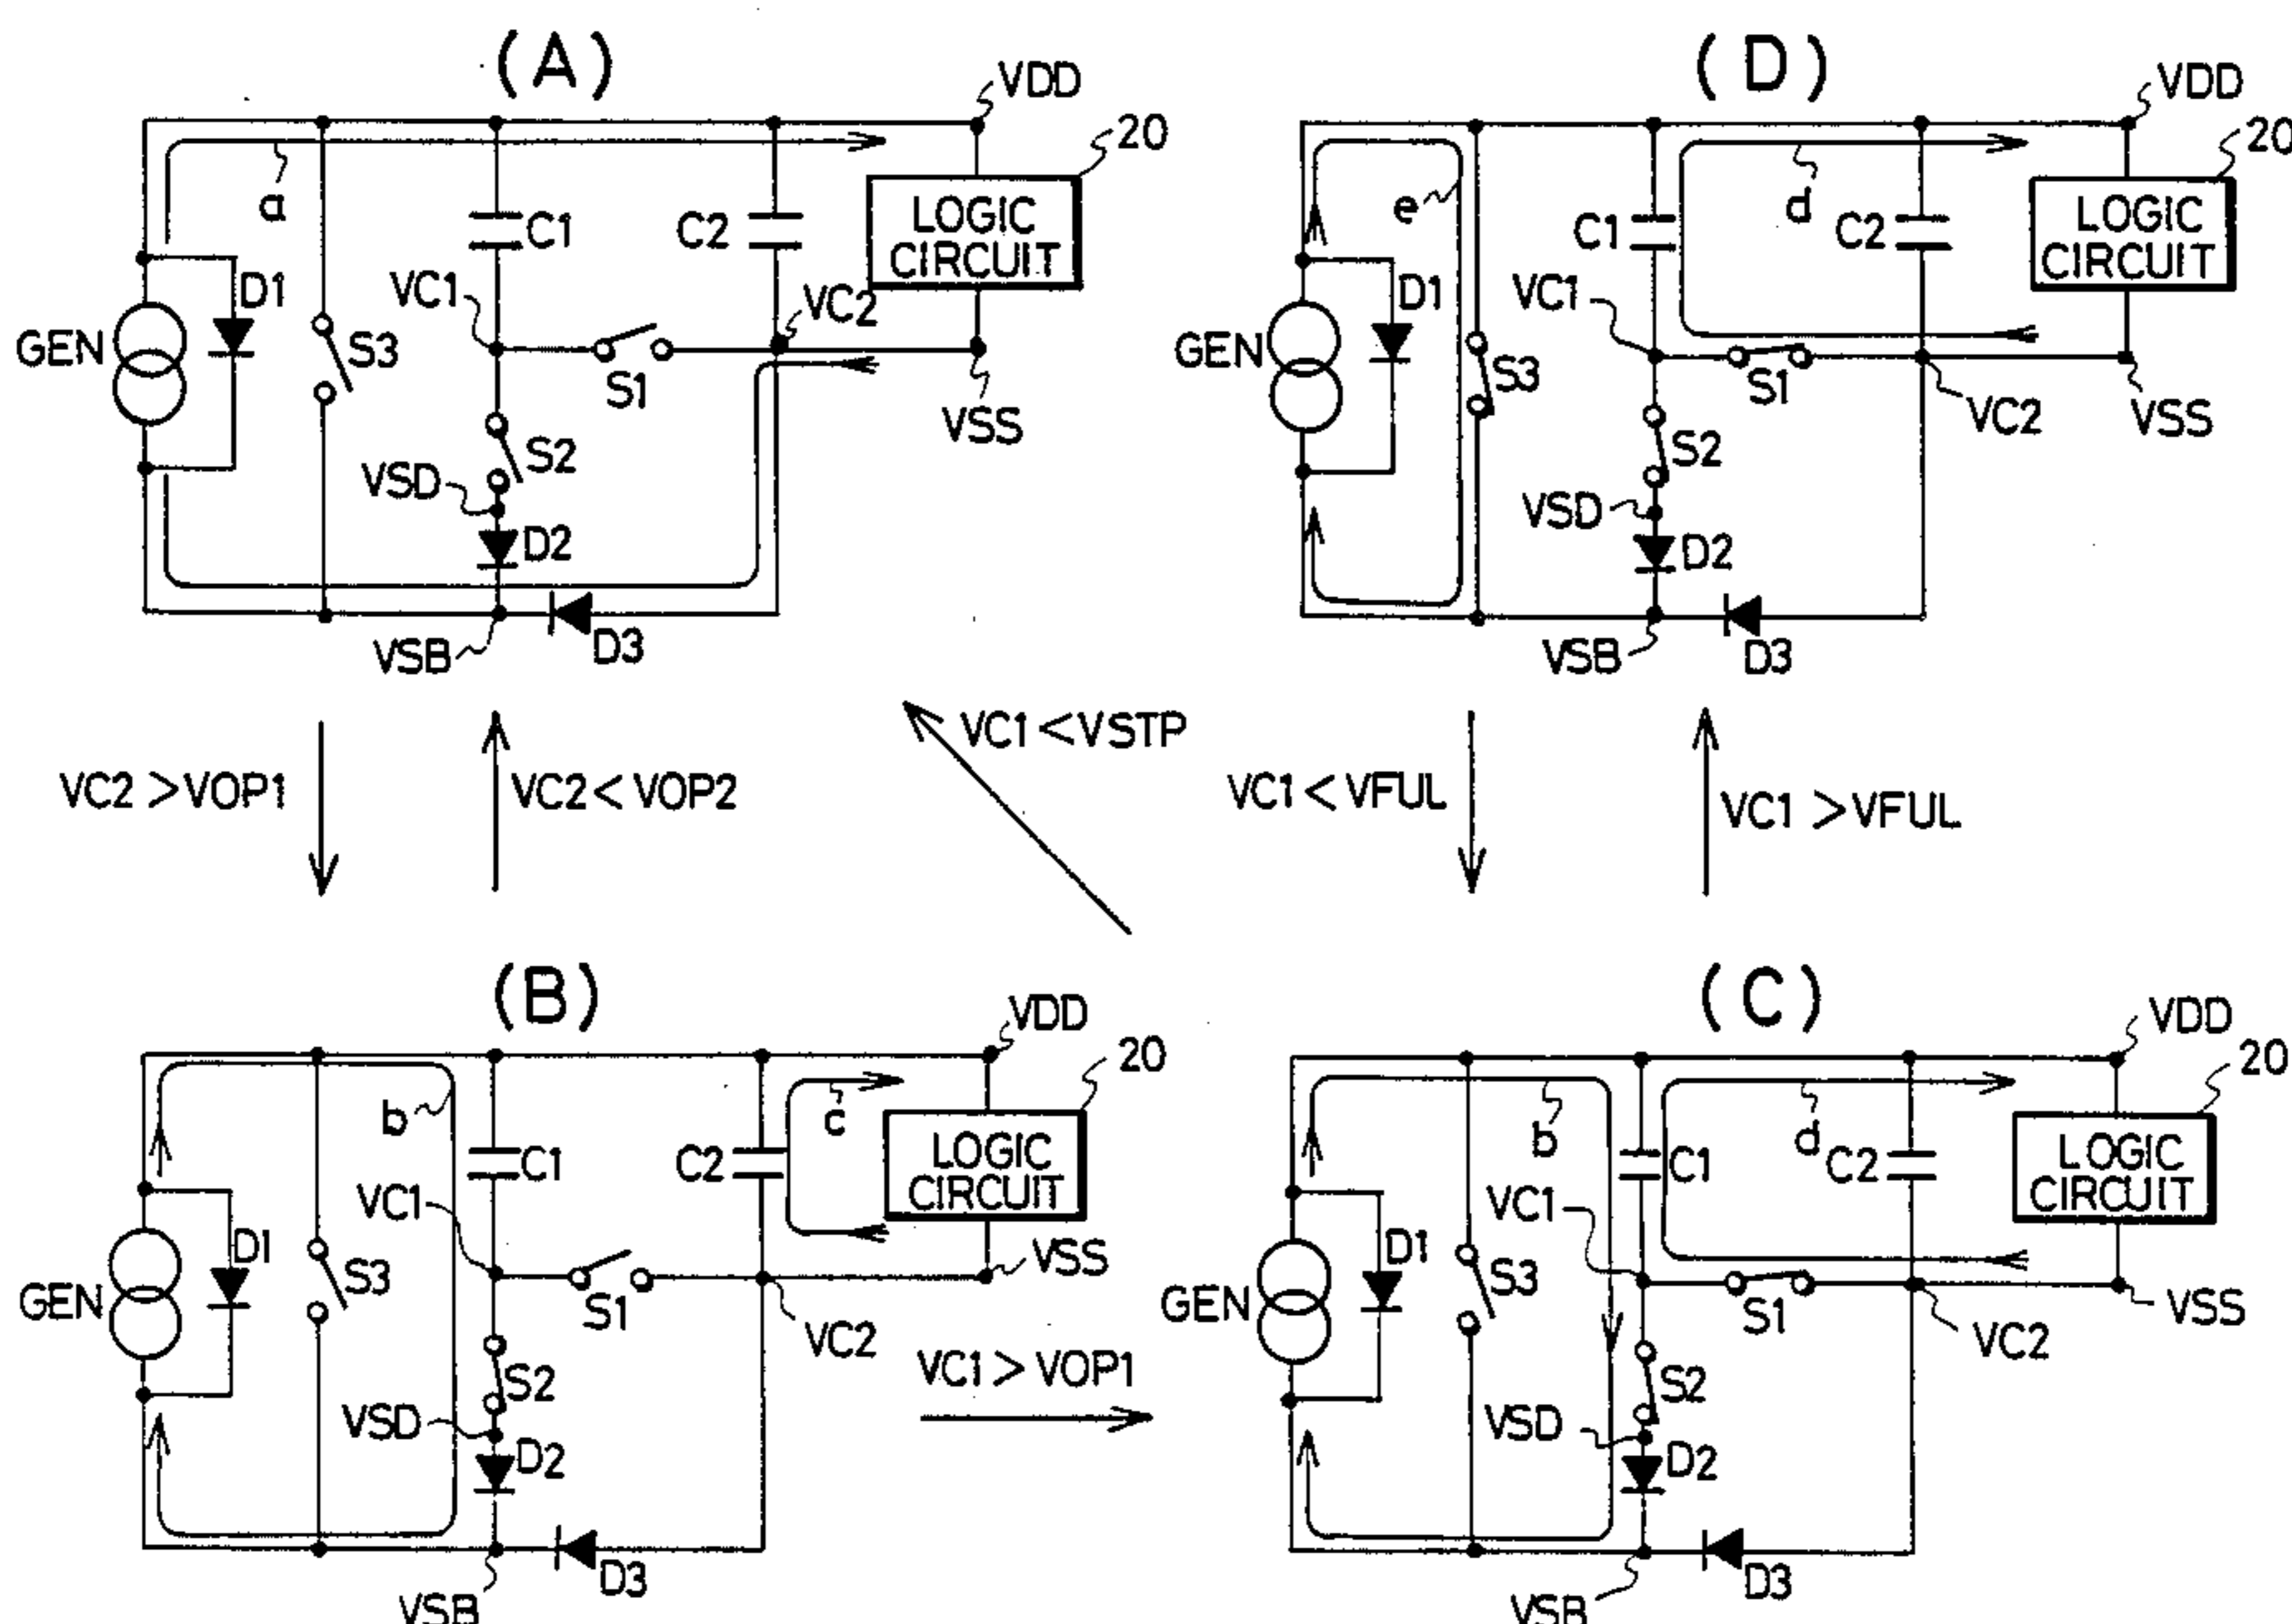 (A)
VDD
20
a
C1
C2
LOGIC
CIRCUIT
D1
VC1
VC2
GEN
S3
S1
VSS
S2
VSD
D2
VSB
D3
(D)
VDD
20
e
d
C1
C2
LOGIC
CIRCUIT
D1
VC1
GEN
S3
S1
VC2
VSS
S2
VSD
D2
VSB
D3
VC2 > VOP1
VC2 < VOP2
VC1 < VSTP
VC1 < VFUL
VC1 > VFUL
(B)
VDD
20
b
c
C1
C2
LOGIC
CIRCUIT
VC1
D1
GEN
S3
S1
VSS
VC2
S2
VSD
D2
VSB
D3
VC1 > VOP1
(C)
VDD
20
b
d
C1
C2
LOGIC
CIRCUIT
VC1
D1
GEN
S3
S1
VSS
VC2
S2
VSD
D2
VSB
D3